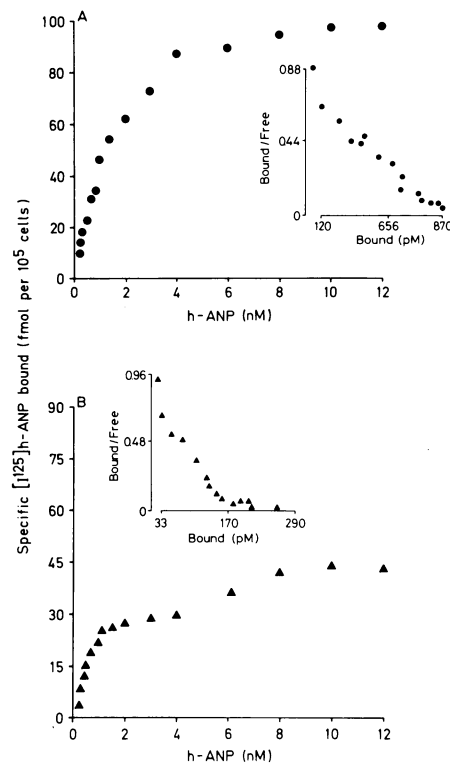 Specific [I¹²⁵]h-ANP bound (fmol per 10⁵ cells)
A
100
80
60
40
20
0
0 2 4 6 8 10 12
h-ANP (nM)
0.88
0.44
0
Bound/Free
120 656 870
Bound (pM)
B
90
75
60
45
30
15
0
0 2 4 6 8 10 12
h-ANP (nM)
0.96
0.48
0
Bound/Free
33 170 290
Bound (pM)